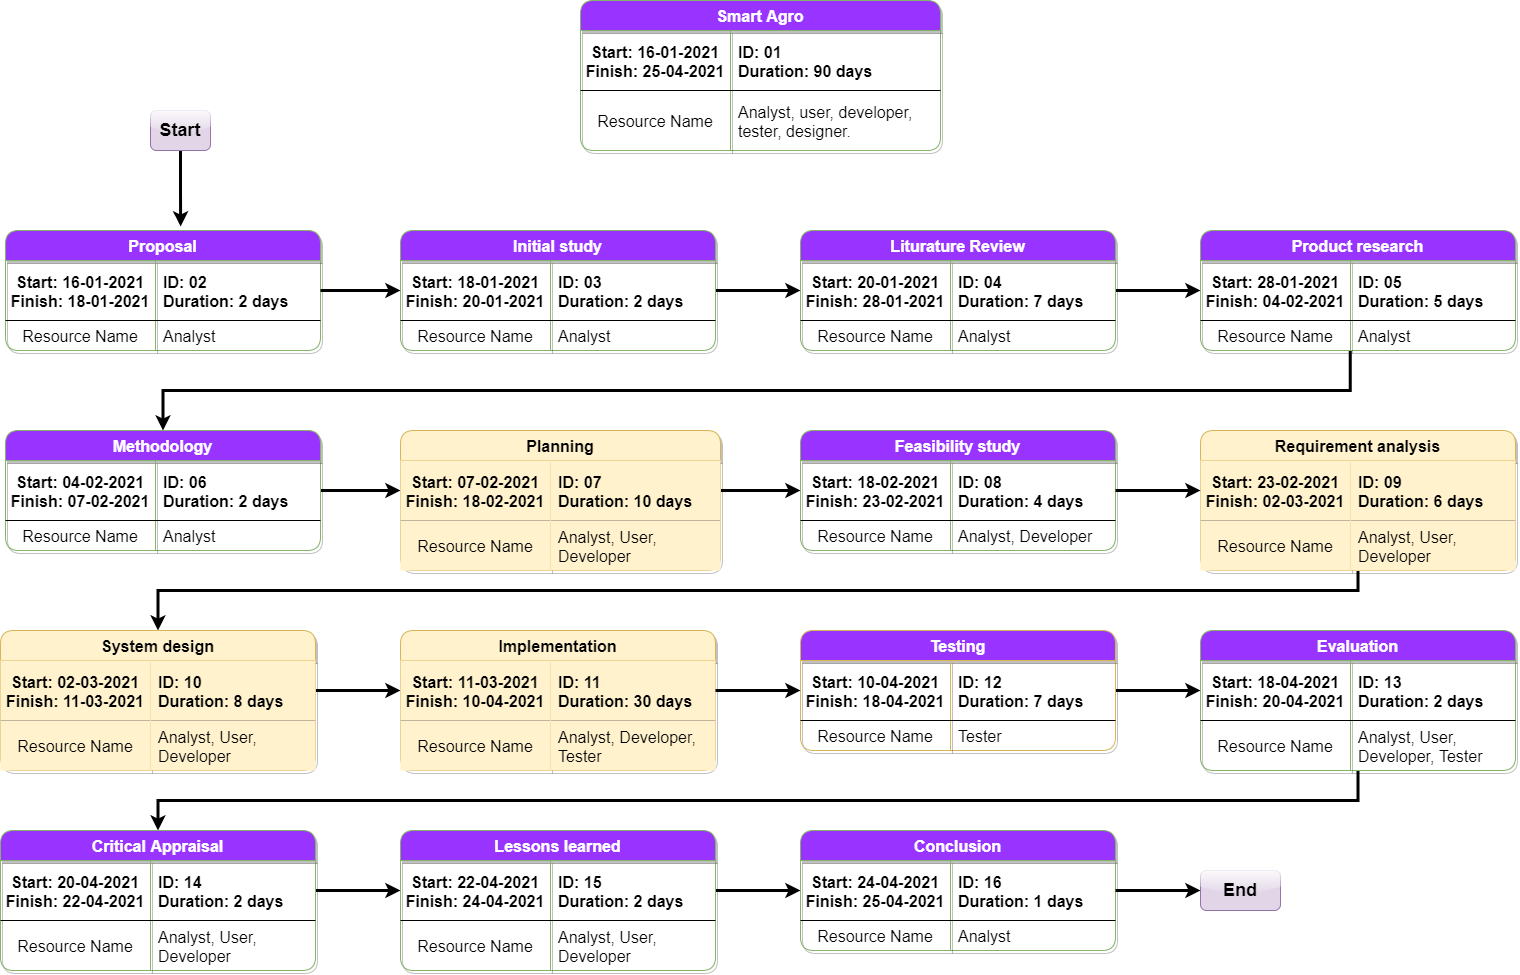 Smart Agro
Start: 16-01-2021
Finish: 25-04-2021
ID: 01
Duration: 90 days
Resource Name
Analyst, user, developer,
tester, designer.
Start
Proposal
Start: 16-01-2021
Finish: 18-01-2021
ID: 02
Duration: 2 days
Resource Name
Analyst
Initial study
Start: 18-01-2021
Finish: 20-01-2021
ID: 03
Duration: 2 days
Resource Name
Analyst
Liturature Review
Start: 20-01-2021
Finish: 28-01-2021
ID: 04
Duration: 7 days
Resource Name
Analyst
Product research
Start: 28-01-2021
Finish: 04-02-2021
ID: 05
Duration: 5 days
Resource Name
Analyst
Methodology
Start: 04-02-2021
Finish: 07-02-2021
ID: 06
Duration: 2 days
Resource Name
Analyst
Planning
Start: 07-02-2021
Finish: 18-02-2021
ID: 07
Duration: 10 days
Resource Name
Analyst, User,
Developer
Feasibility study
Start: 18-02-2021
Finish: 23-02-2021
ID: 08
Duration: 4 days
Resource Name
Analyst, Developer
Requirement analysis
Start: 23-02-2021
Finish: 02-03-2021
ID: 09
Duration: 6 days
Resource Name
Analyst, User,
Developer
System design
Start: 02-03-2021
Finish: 11-03-2021
ID: 10
Duration: 8 days
Resource Name
Analyst, User,
Developer
Implementation
Start: 11-03-2021
Finish: 10-04-2021
ID: 11
Duration: 30 days
Resource Name
Analyst, Developer,
Tester
Testing
Start: 10-04-2021
Finish: 18-04-2021
ID: 12
Duration: 7 days
Resource Name
Tester
Evaluation
Start: 18-04-2021
Finish: 20-04-2021
ID: 13
Duration: 2 days
Resource Name
Analyst, User,
Developer, Tester
Critical Appraisal
Start: 20-04-2021
Finish: 22-04-2021
ID: 14
Duration: 2 days
Resource Name
Analyst, User,
Developer
Lessons learned
Start: 22-04-2021
Finish: 24-04-2021
ID: 15
Duration: 2 days
Resource Name
Analyst, User,
Developer
Conclusion
Start: 24-04-2021
Finish: 25-04-2021
ID: 16
Duration: 1 days
Resource Name
Analyst
End